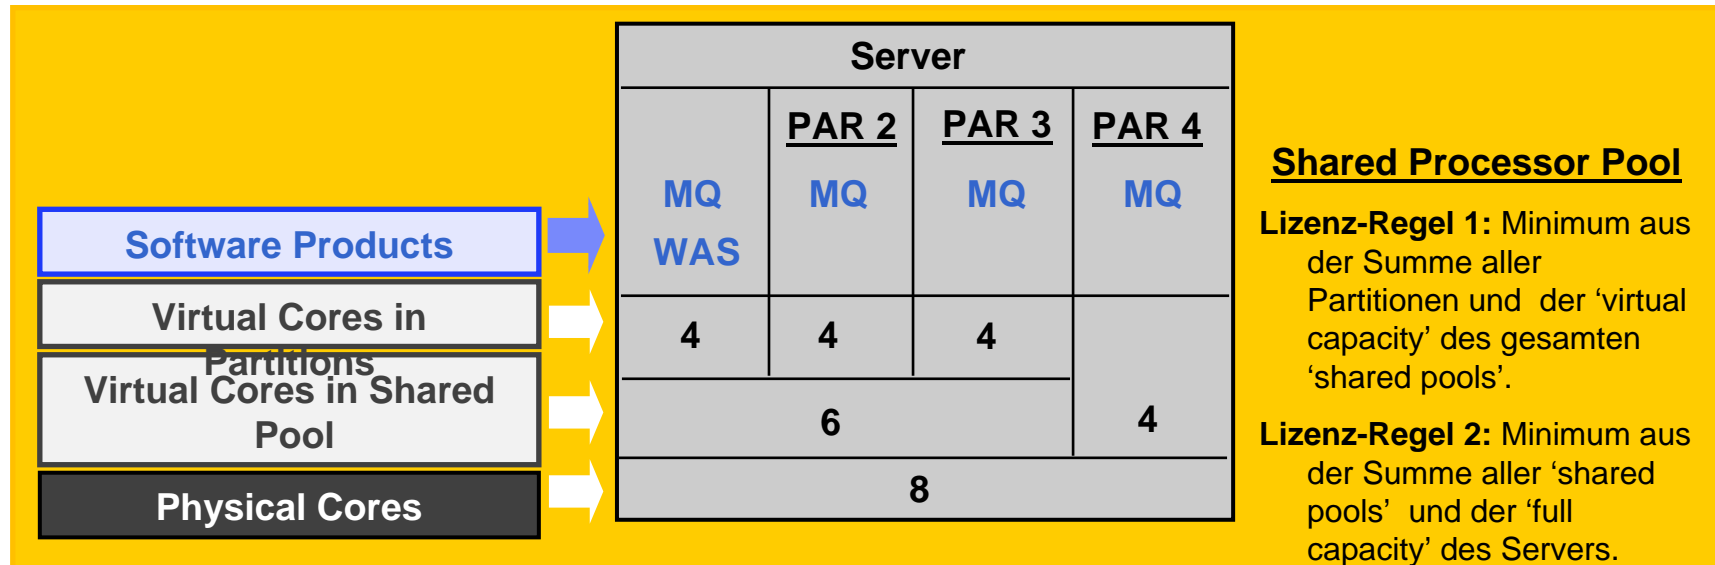 Server
PAR 2 PAR 3 PAR 4
MQ MQ MQ MQ
WAS
Software Products
Virtual Cores in
Partitions
4 4 4
Virtual Cores in Shared
Pool
6 4
Physical Cores
8
Shared Processor Pool
Lizenz-Regel 1: Minimum aus
der Summe aller
Partitionen und der ‘virtual
capacity’ des gesamten
‘shared pools’.
Lizenz-Regel 2: Minimum aus
der Summe aller ‘shared
pools’ und der ‘full
capacity’ des Servers.